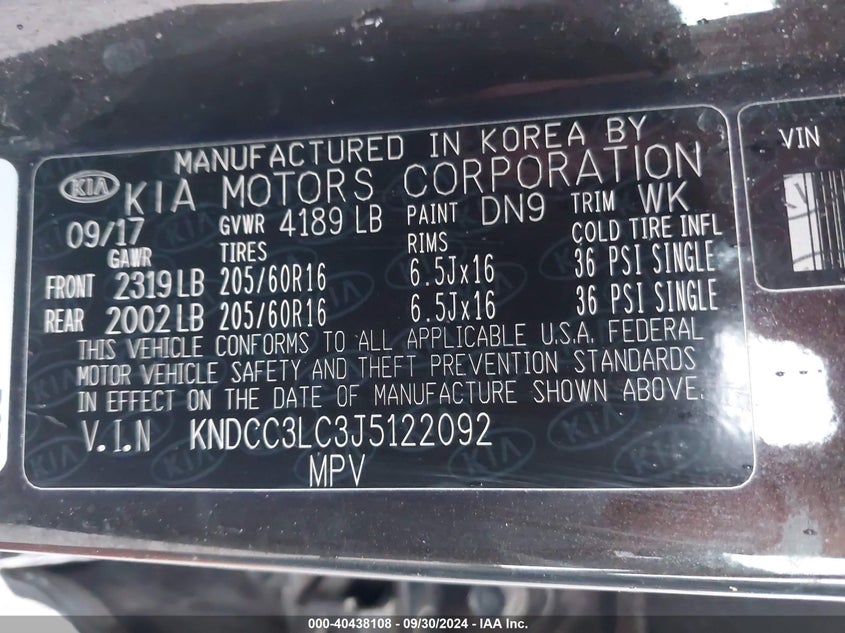 MANUFACTURED IN KOREA BY
KIA KIA MOTORS CORPORATION
09/17 GVWR 4189 LB PAINT DN9 TRIM WK
GAWR TIRES RIMS COLD TIRE INFL
FRONT 2319 LB 205/60R16 6.5Jx16 36 PSI SINGLE
REAR 2002 LB 205/60R16 6.5Jx16 36 PSI SINGLE
THIS VEHICLE CONFORMS TO ALL APPLICABLE U.S.A. FEDERAL
MOTOR VEHICLE SAFETY AND THEFT PREVENTION STANDARDS
IN EFFECT ON THE DATE OF MANUFACTURE SHOWN ABOVE.
V.I.N KNDCC3LC3J5122092
MPV
VIN
000-40438108 - 09/30/2024 - IAA Inc.